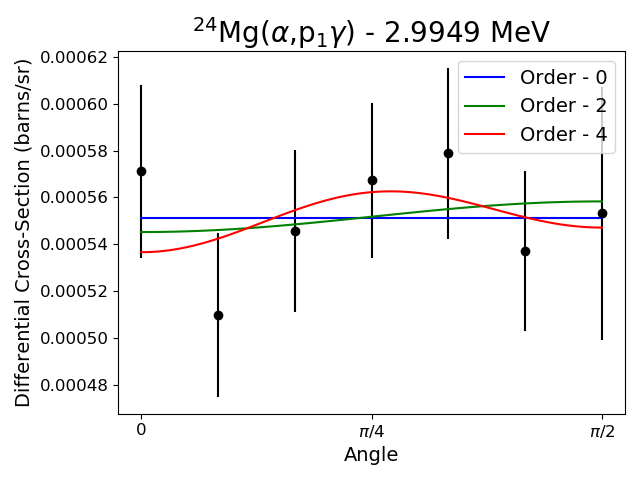 ²⁴Mg(α,p₁γ) - 2.9949 MeV
Differential Cross-Section (barns/sr)
0.00062
0.00060
0.00058
0.00056
0.00054
0.00052
0.00050
0.00048
Order - 0
Order - 2
Order - 4
0
π/4
π/2
Angle